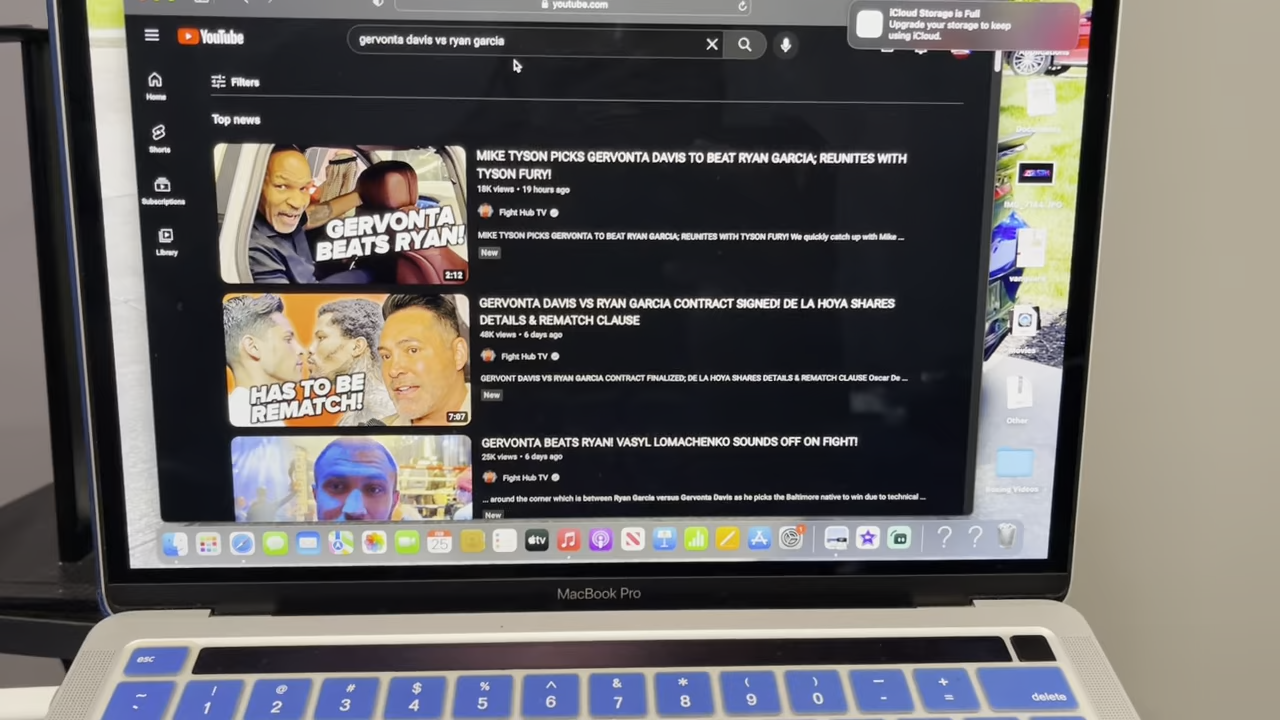 youtube.com
iCloud Storage is Full
Upgrade your storage to keep
using iCloud.
YouTube
gervonta davis vs ryan garcia
Home
Filters
Top news
Shorts
Subscriptions
Library
GERVONTA
BEATS RYAN!
2:12
MIKE TYSON PICKS GERVONTA DAVIS TO BEAT RYAN GARCIA; REUNITES WITH
TYSON FURY!
18K views • 19 hours ago
Fight Hub TV
MIKE TYSON PICKS GERVONTA TO BEAT RYAN GARCIA; REUNITES WITH TYSON FURY! We quickly catch up with Mike ...
New
HAS TO BE
REMATCH!
7:07
GERVONTA DAVIS VS RYAN GARCIA CONTRACT SIGNED! DE LA HOYA SHARES
DETAILS & REMATCH CLAUSE
48K views • 6 days ago
Fight Hub TV
GERVONT DAVIS VS RYAN GARCIA CONTRACT FINALIZED; DE LA HOYA SHARES DETAILS & REMATCH CLAUSE Oscar De ...
New
GERVONTA BEATS RYAN! VASYL LOMACHENKO SOUNDS OFF ON FIGHT!
25K views • 6 days ago
Fight Hub TV
... around the corner which is between Ryan Garcia versus Gervonta Davis as he picks the Baltimore native to win due to technical ...
New
Other
Boxing Videos
25
tv
MacBook Pro
esc
~ ! @ # $ % ^ & * ( ) – + delete
1 2 3 4 5 6 7 8 9 0 - =